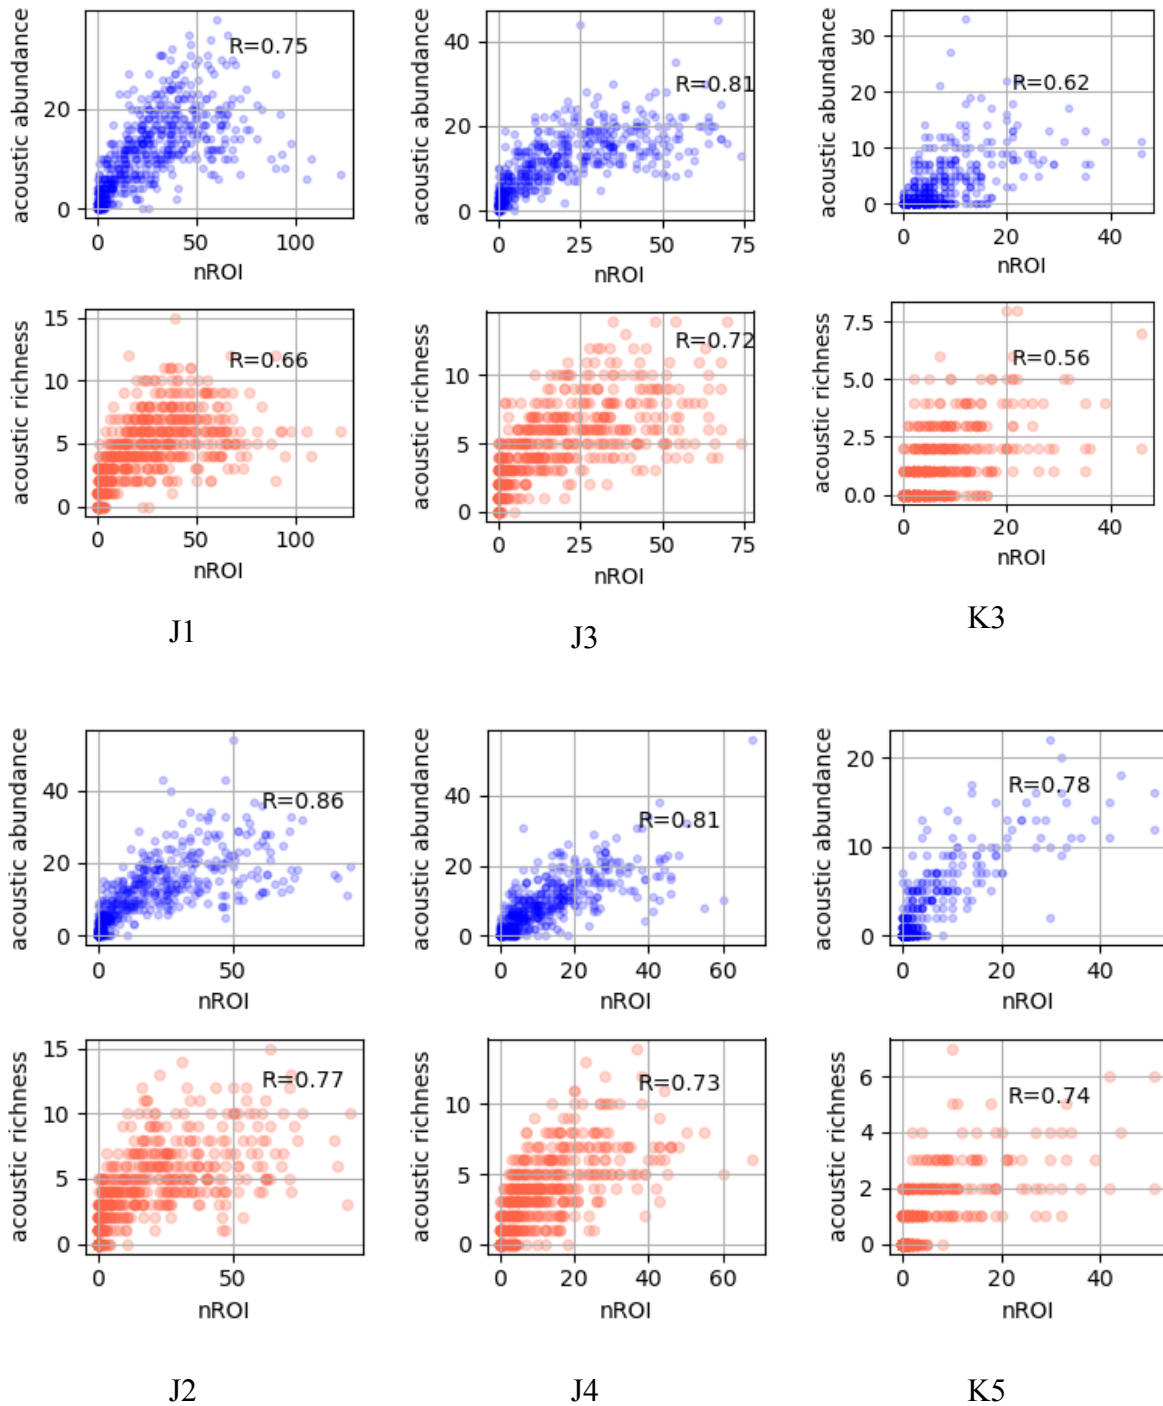 acoustic abundance
20
0
R=0.75
0
50
100
nROI
acoustic richness
15
10
5
0
R=0.66
0
50
100
nROI
J1
acoustic abundance
40
20
0
R=0.81
0
25
50
75
nROI
acoustic richness
10
5
0
R=0.72
0
25
50
75
nROI
J3
acoustic abundance
30
20
10
0
R=0.62
0
20
40
nROI
acoustic richness
7.5
5.0
2.5
0.0
R=0.56
0
20
40
nROI
K3
acoustic abundance
40
20
0
R=0.86
0
50
nROI
acoustic richness
15
10
5
0
R=0.77
0
50
nROI
J2
acoustic abundance
40
20
0
R=0.81
0
20
40
60
nROI
acoustic richness
10
5
0
R=0.73
0
20
40
60
nROI
J4
acoustic abundance
20
10
0
R=0.78
0
20
40
nROI
acoustic richness
6
4
2
0
R=0.74
0
20
40
nROI
K5